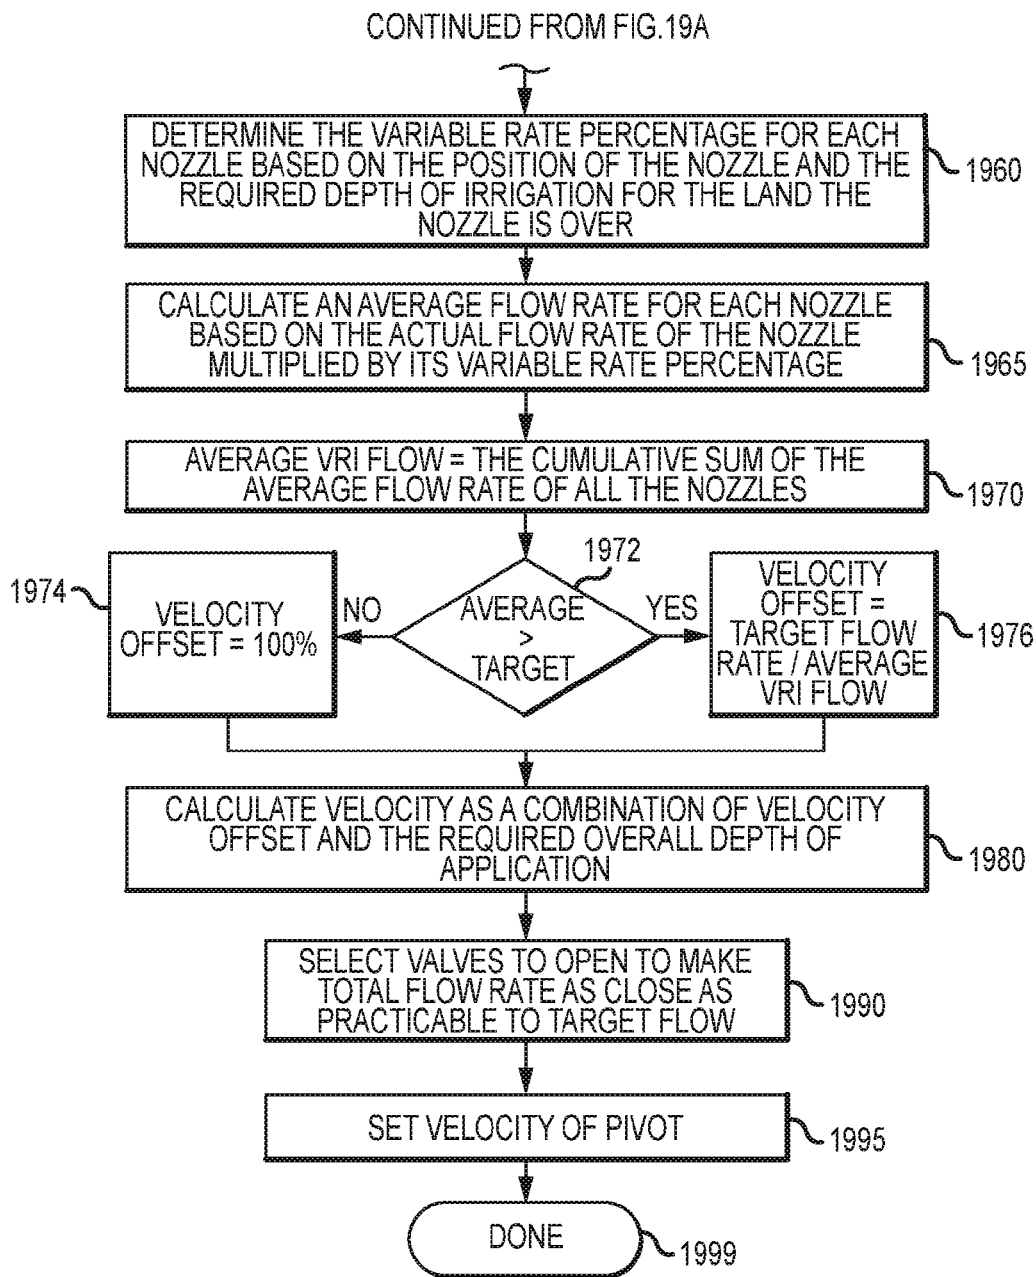 CONTINUED FROM FIG.19A
DETERMINE THE VARIABLE RATE PERCENTAGE FOR EACH
NOZZLE BASED ON THE POSITION OF THE NOZZLE AND THE
REQUIRED DEPTH OF IRRIGATION FOR THE LAND THE
NOZZLE IS OVER
1960
CALCULATE AN AVERAGE FLOW RATE FOR EACH NOZZLE
BASED ON THE ACTUAL FLOW RATE OF THE NOZZLE
MULTIPLIED BY ITS VARIABLE RATE PERCENTAGE
1965
AVERAGE VRI FLOW = THE CUMULATIVE SUM OF THE
AVERAGE FLOW RATE OF ALL THE NOZZLES
1970
1974
VELOCITY
OFFSET = 100%
NO
1972
AVERAGE
>
TARGET
YES
VELOCITY
OFFSET =
TARGET FLOW
RATE / AVERAGE
VRI FLOW
1976
CALCULATE VELOCITY AS A COMBINATION OF VELOCITY
OFFSET AND THE REQUIRED OVERALL DEPTH OF
APPLICATION
1980
SELECT VALVES TO OPEN TO MAKE
TOTAL FLOW RATE AS CLOSE AS
PRACTICABLE TO TARGET FLOW
1990
SET VELOCITY OF PIVOT
1995
DONE
1999